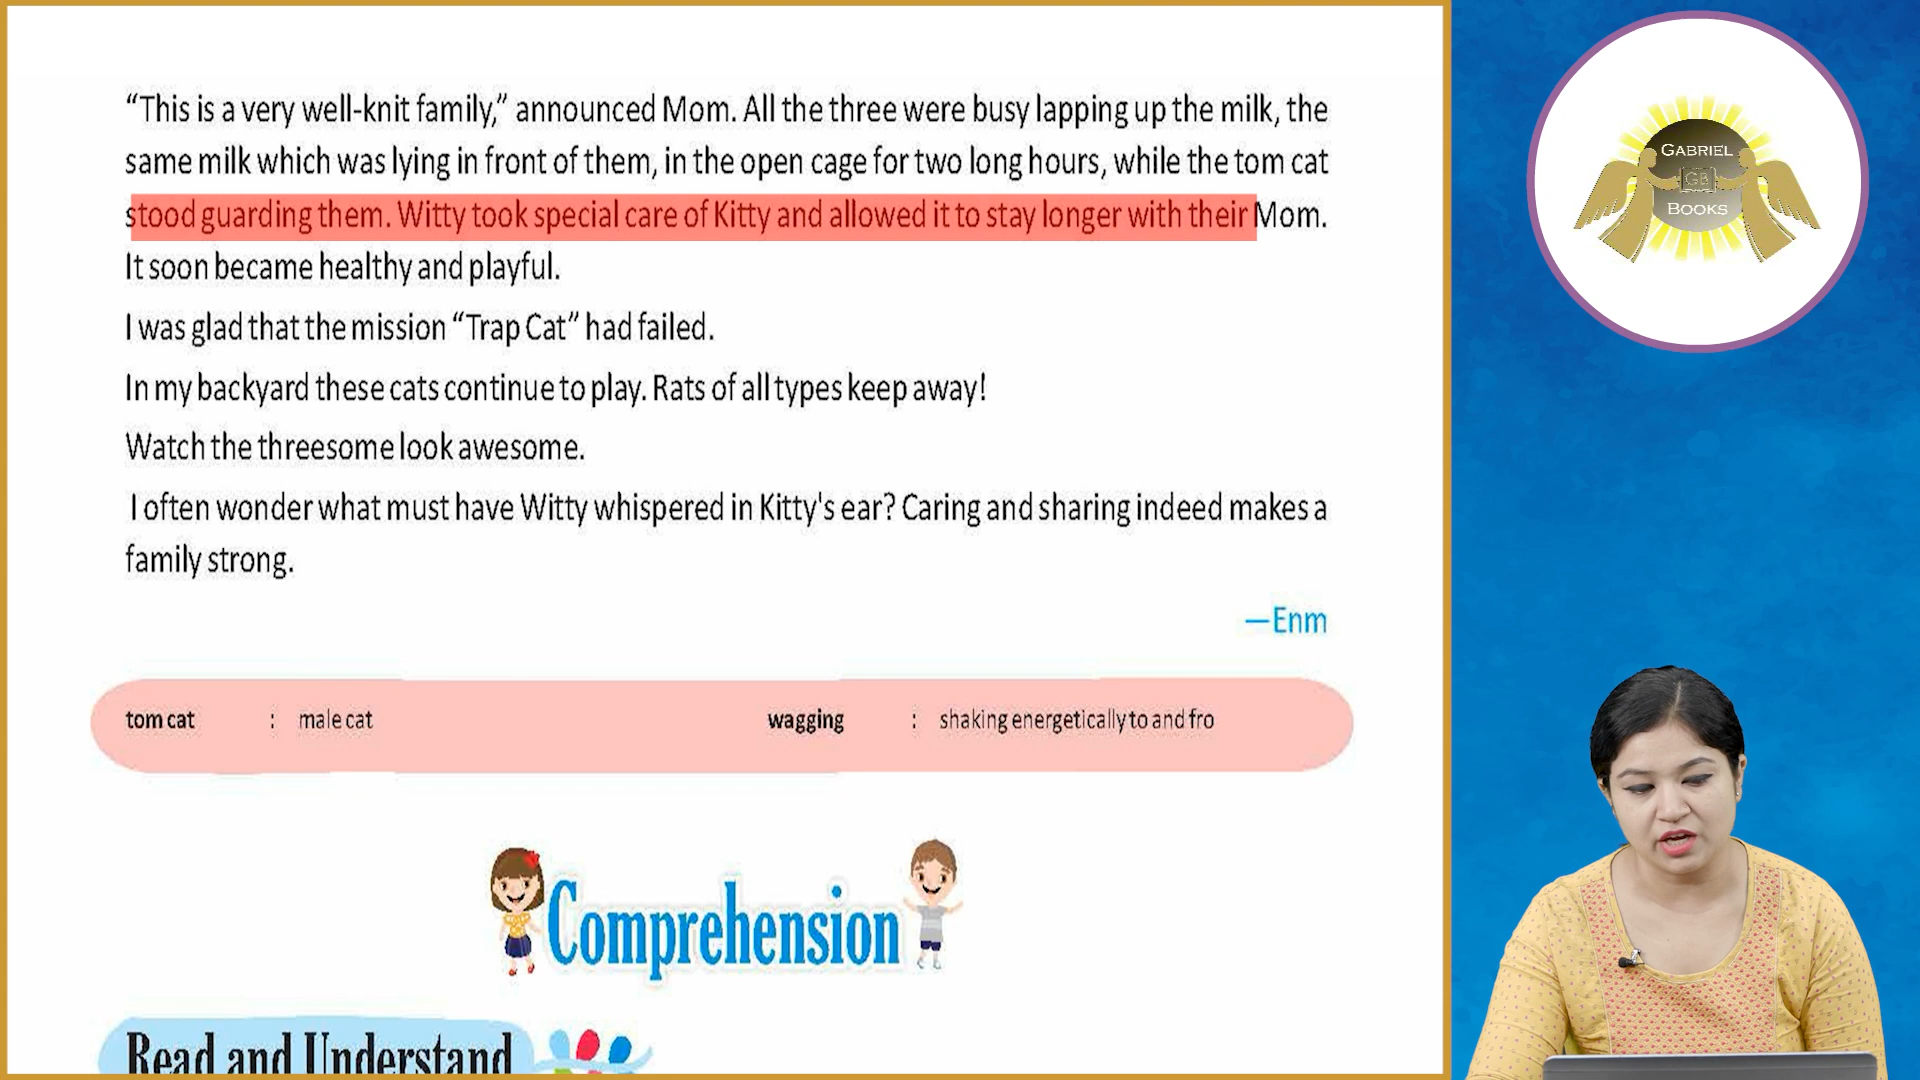 “This is a very well-knit family,” announced Mom. All the three were busy lapping up the milk, the
same milk which was lying in front of them, in the open cage for two long hours, while the tom cat
stood guarding them. Witty took special care of Kitty and allowed it to stay longer with their Mom.
It soon became healthy and playful.
I was glad that the mission “Trap Cat” had failed.
In my backyard these cats continue to play. Rats of all types keep away!
Watch the threesome look awesome.
I often wonder what must have Witty whispered in Kitty's ear? Caring and sharing indeed makes a
family strong.
—Enm
tom cat : male cat wagging : shaking energetically to and fro
Comprehension
Read and Understand
GABRIEL
GB
BOOKS